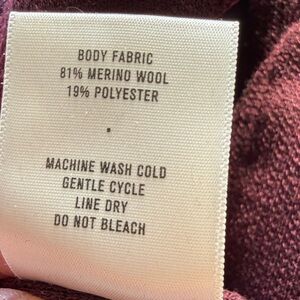 BODY FABRIC
81% MERINO WOOL
19% POLYESTER
.
MACHINE WASH COLD
GENTLE CYCLE
LINE DRY
DO NOT BLEACH